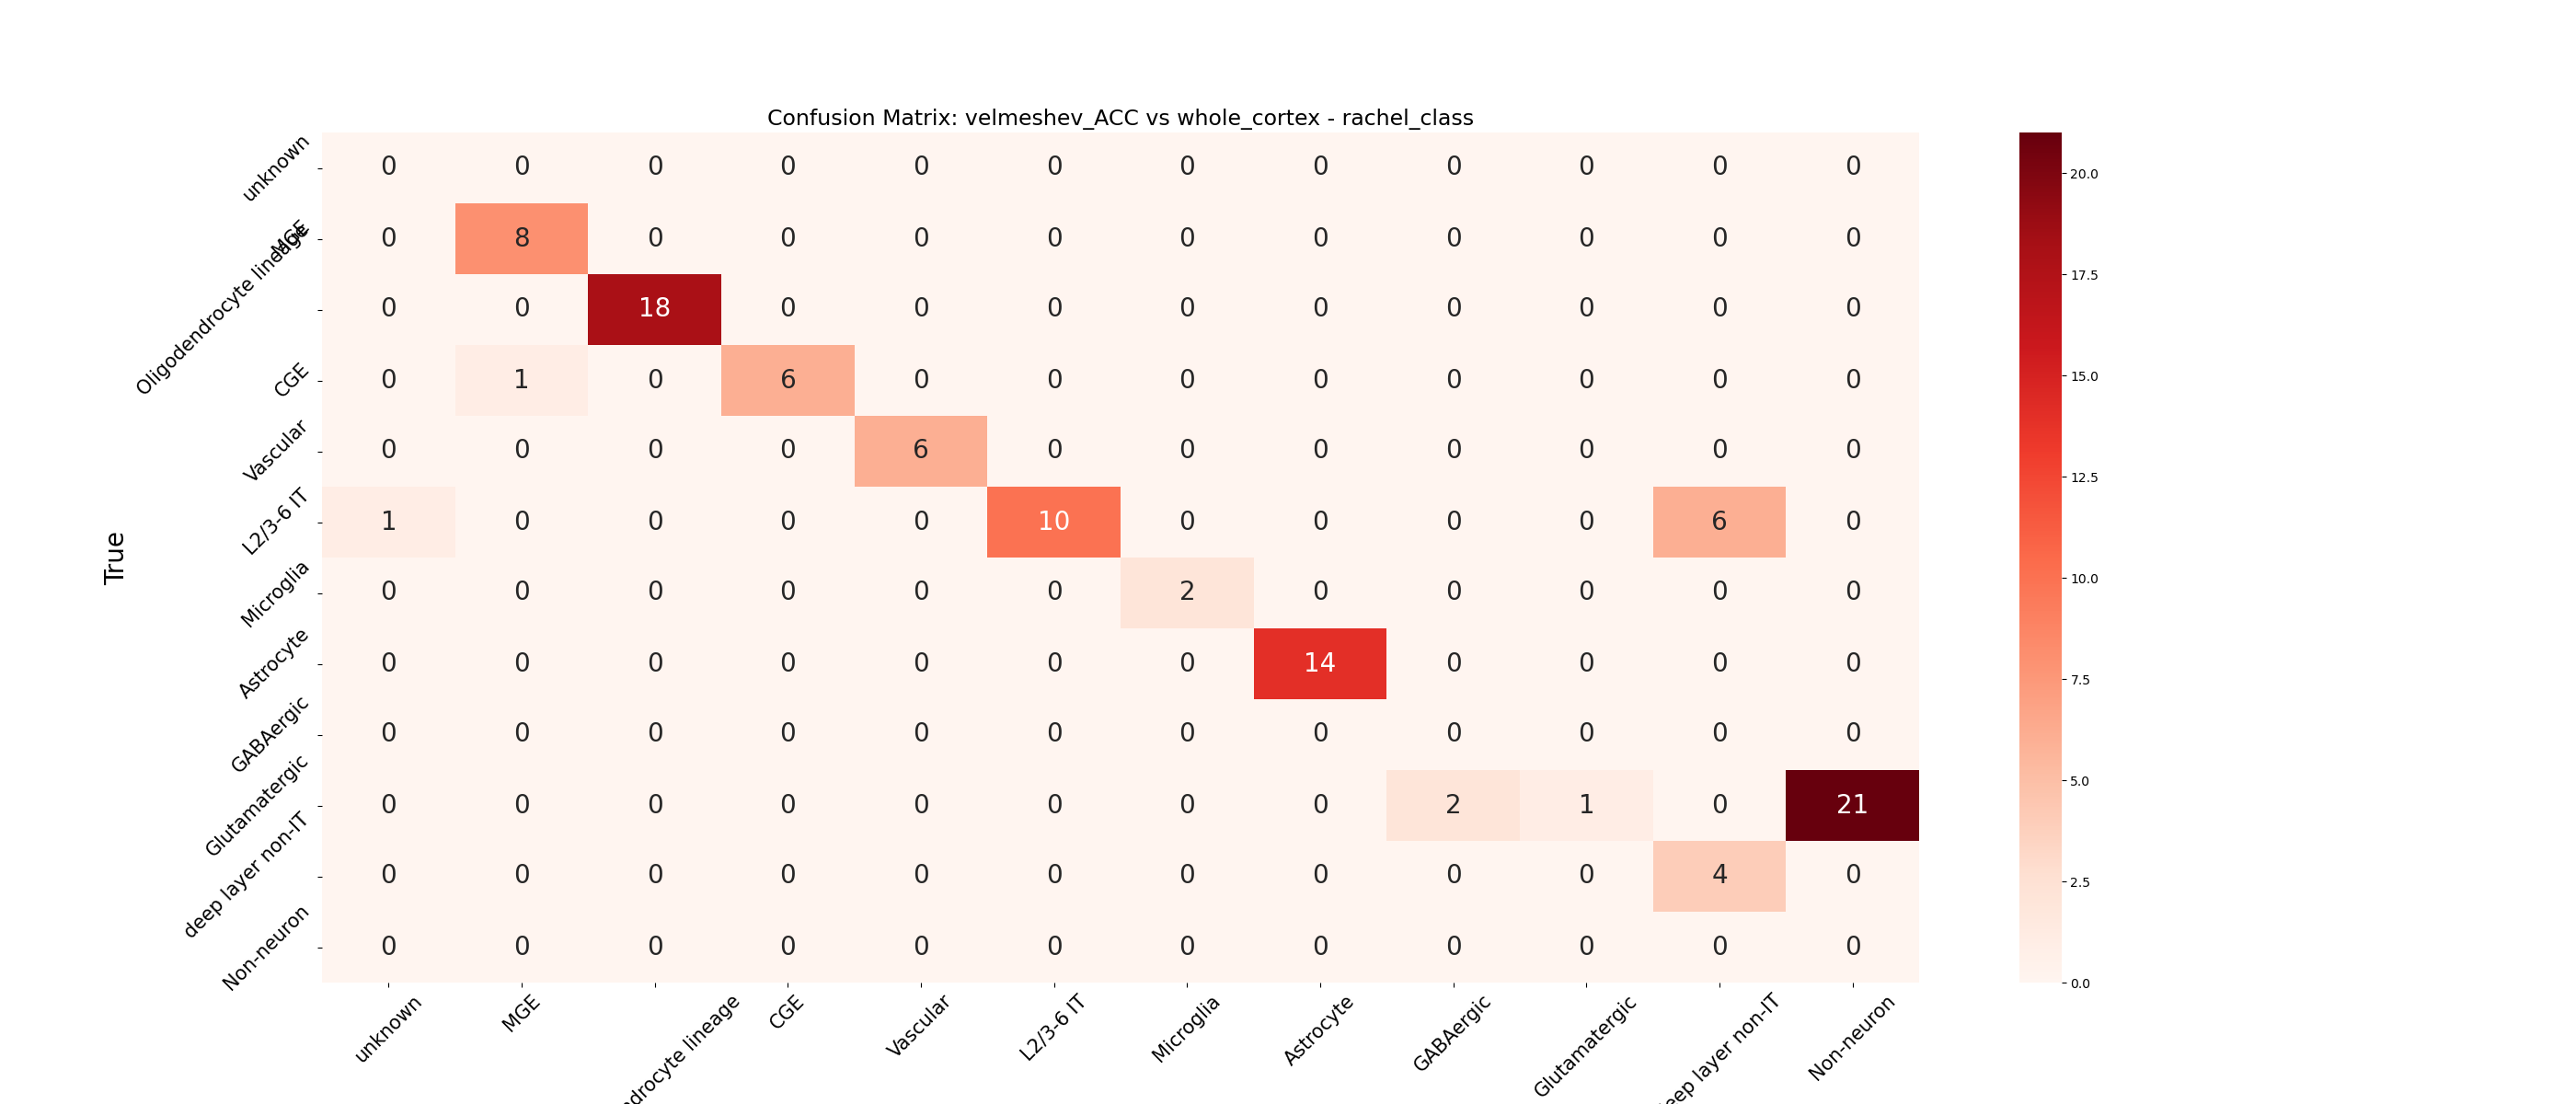 Confusion Matrix: velmeshev_ACC vs whole_cortex - rachel_class
unknown 0 0 0 0 0 0 0 0 0 0 0 0
MGE 0 8 0 0 0 0 0 0 0 0 0 0
Oligodendrocyte lineage 0 0 18 0 0 0 0 0 0 0 0 0
CGE 0 1 0 6 0 0 0 0 0 0 0 0
Vascular 0 0 0 0 6 0 0 0 0 0 0 0
L2/3-6 IT 1 0 0 0 0 10 0 0 0 0 6 0
Microglia 0 0 0 0 0 0 2 0 0 0 0 0
Astrocyte 0 0 0 0 0 0 0 14 0 0 0 0
GABAergic 0 0 0 0 0 0 0 0 0 0 0 0
Glutamatergic 0 0 0 0 0 0 0 0 2 1 0 21
deep layer non-IT 0 0 0 0 0 0 0 0 0 0 4 0
Non-neuron 0 0 0 0 0 0 0 0 0 0 0 0
True
unknown MGE lineage CGE Vascular L2/3-6 IT Microglia Astrocyte GABAergic Glutamatergic layer non-IT Non-neuron
20.0
17.5
15.0
12.5
10.0
7.5
5.0
2.5
0.0